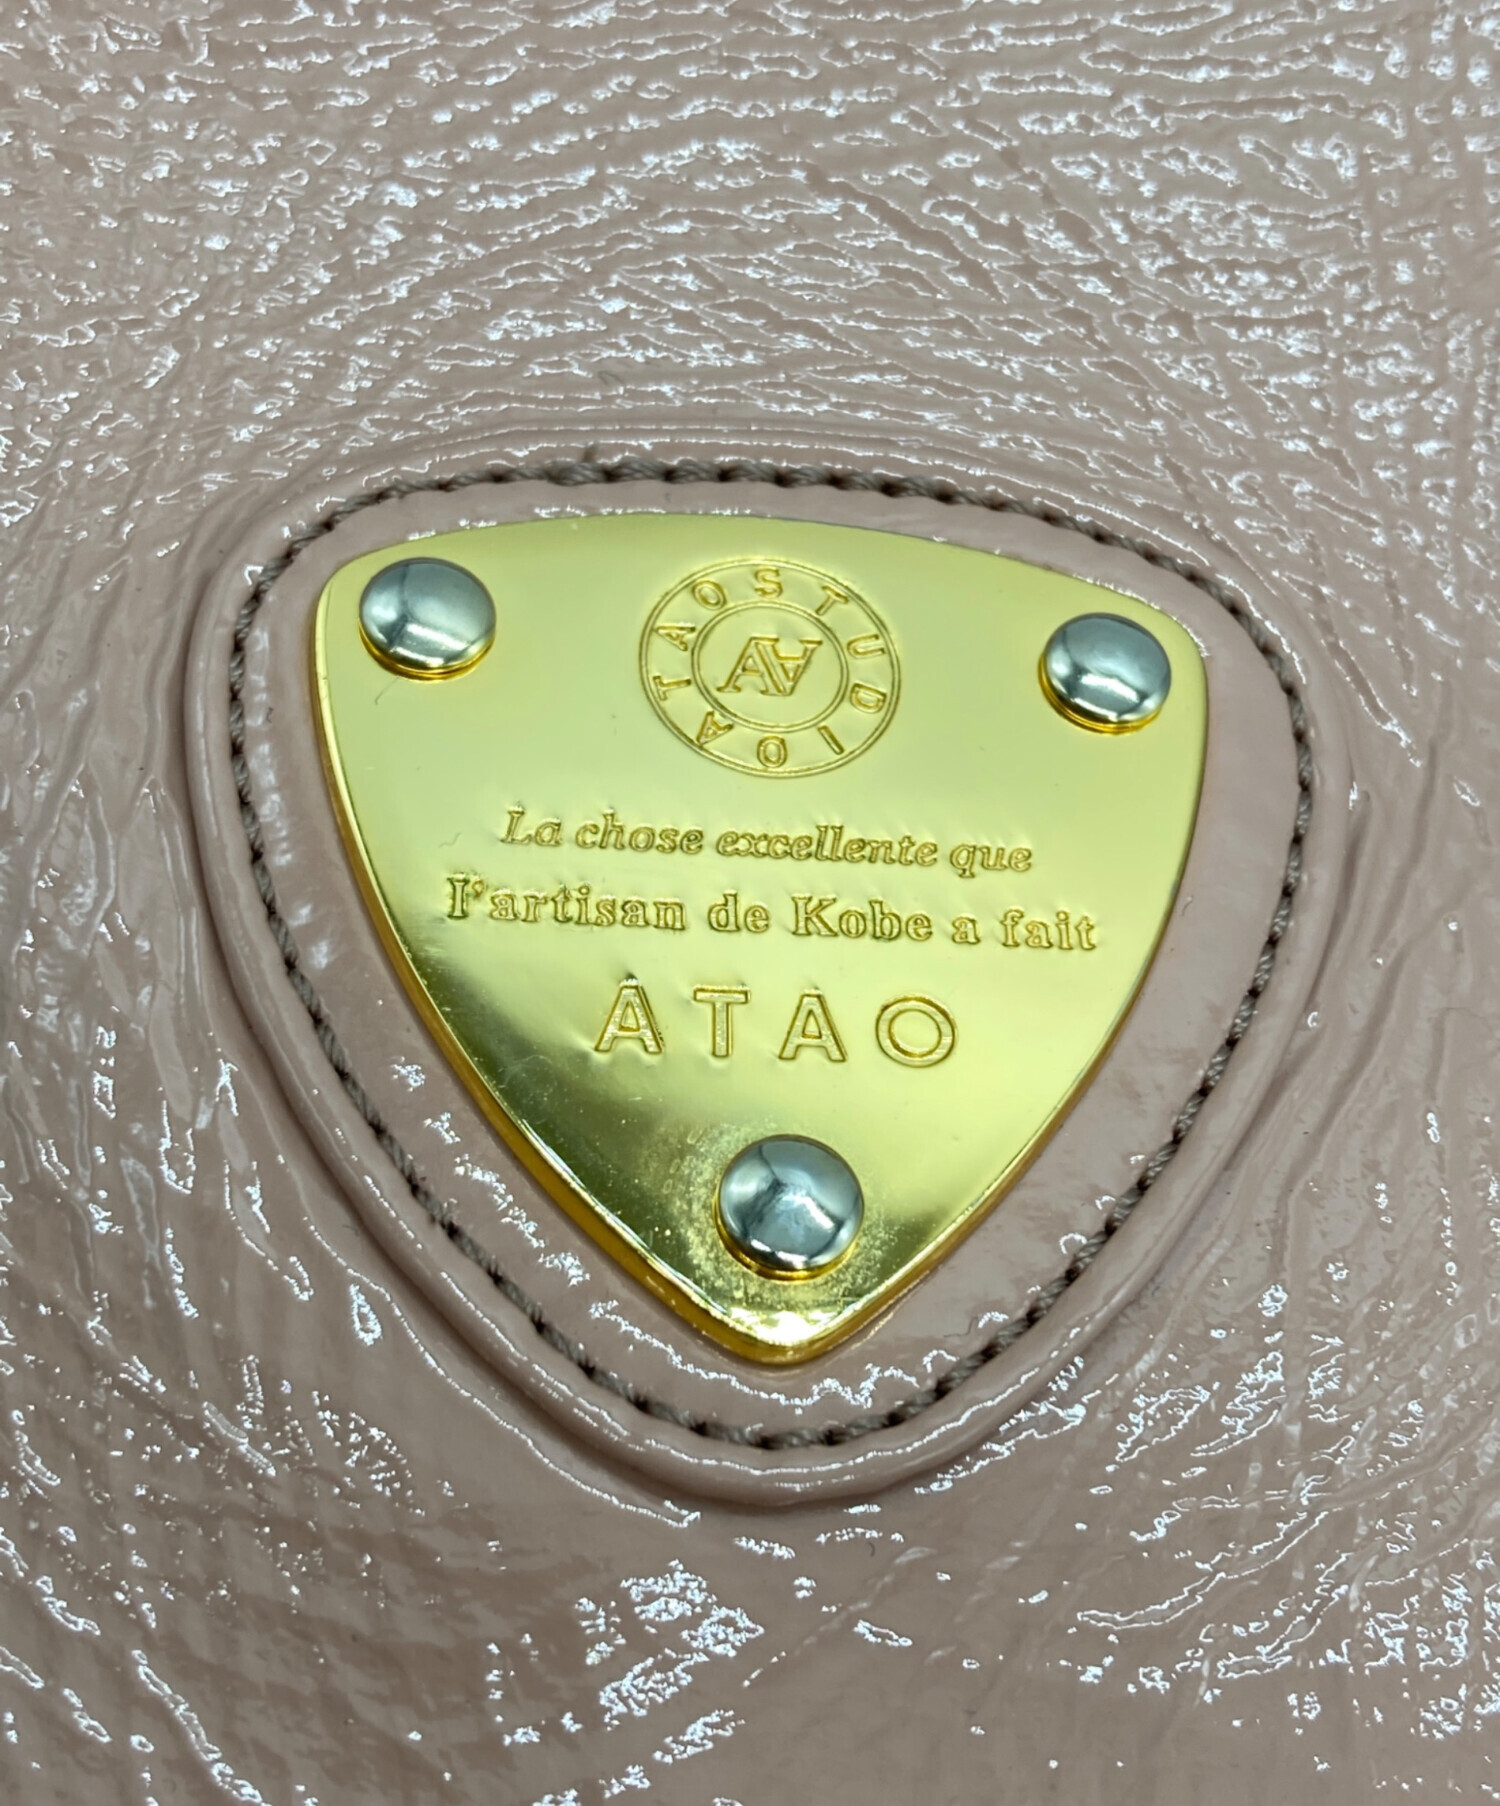 ATAOSTUDIO
AA
La chose excellente que
l'artisan de Kobe a fait
ATAO